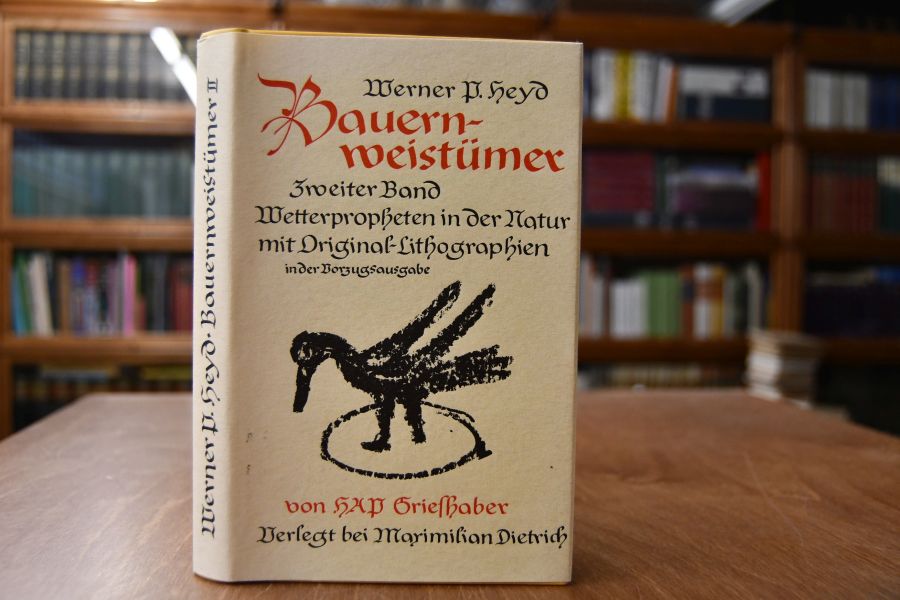 Werner P. Heyd
Bauern-
weistümer
Zweiter Band
Wetterpropheten in der Natur
mit Original-Lithographien
in der Vorzugsausgabe
von HAP Grieſhaber
Verlegt bei Maximilian Dietrich
Werner P. Heyd · Bauernweistümer II